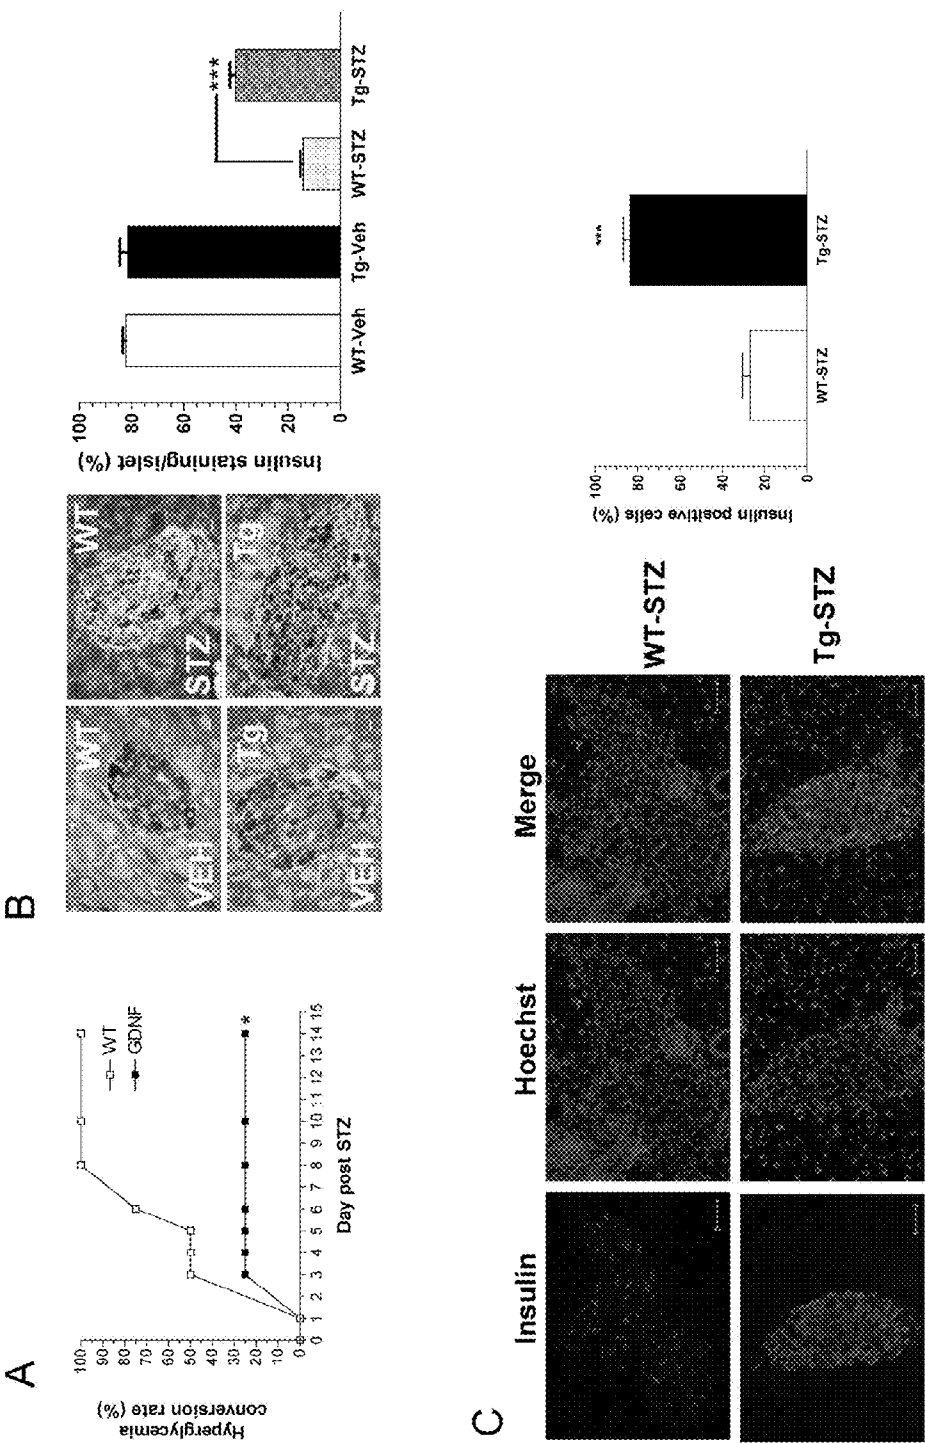 A
Hyperglycemia
conversion rate (%)
100
90
80
70
60
50
40
30
20
10
0
WT
GDNF
*
0 1 2 3 4 5 6 7 8 9 10 11 12 13 14 15
Day post STZ
B
WT
WT
VEH
STZ
Tg
Tg
VEH
STZ
Insulin staining/islet (%)
100
80
60
40
20
0
***
WT-Veh
Tg-Veh
WT-STZ
Tg-STZ
C
Insulin
Hoechst
Merge
WT-STZ
Tg-STZ
Insulin positive cells (%)
100
80
60
40
20
0
***
WT-STZ
Tg-STZ